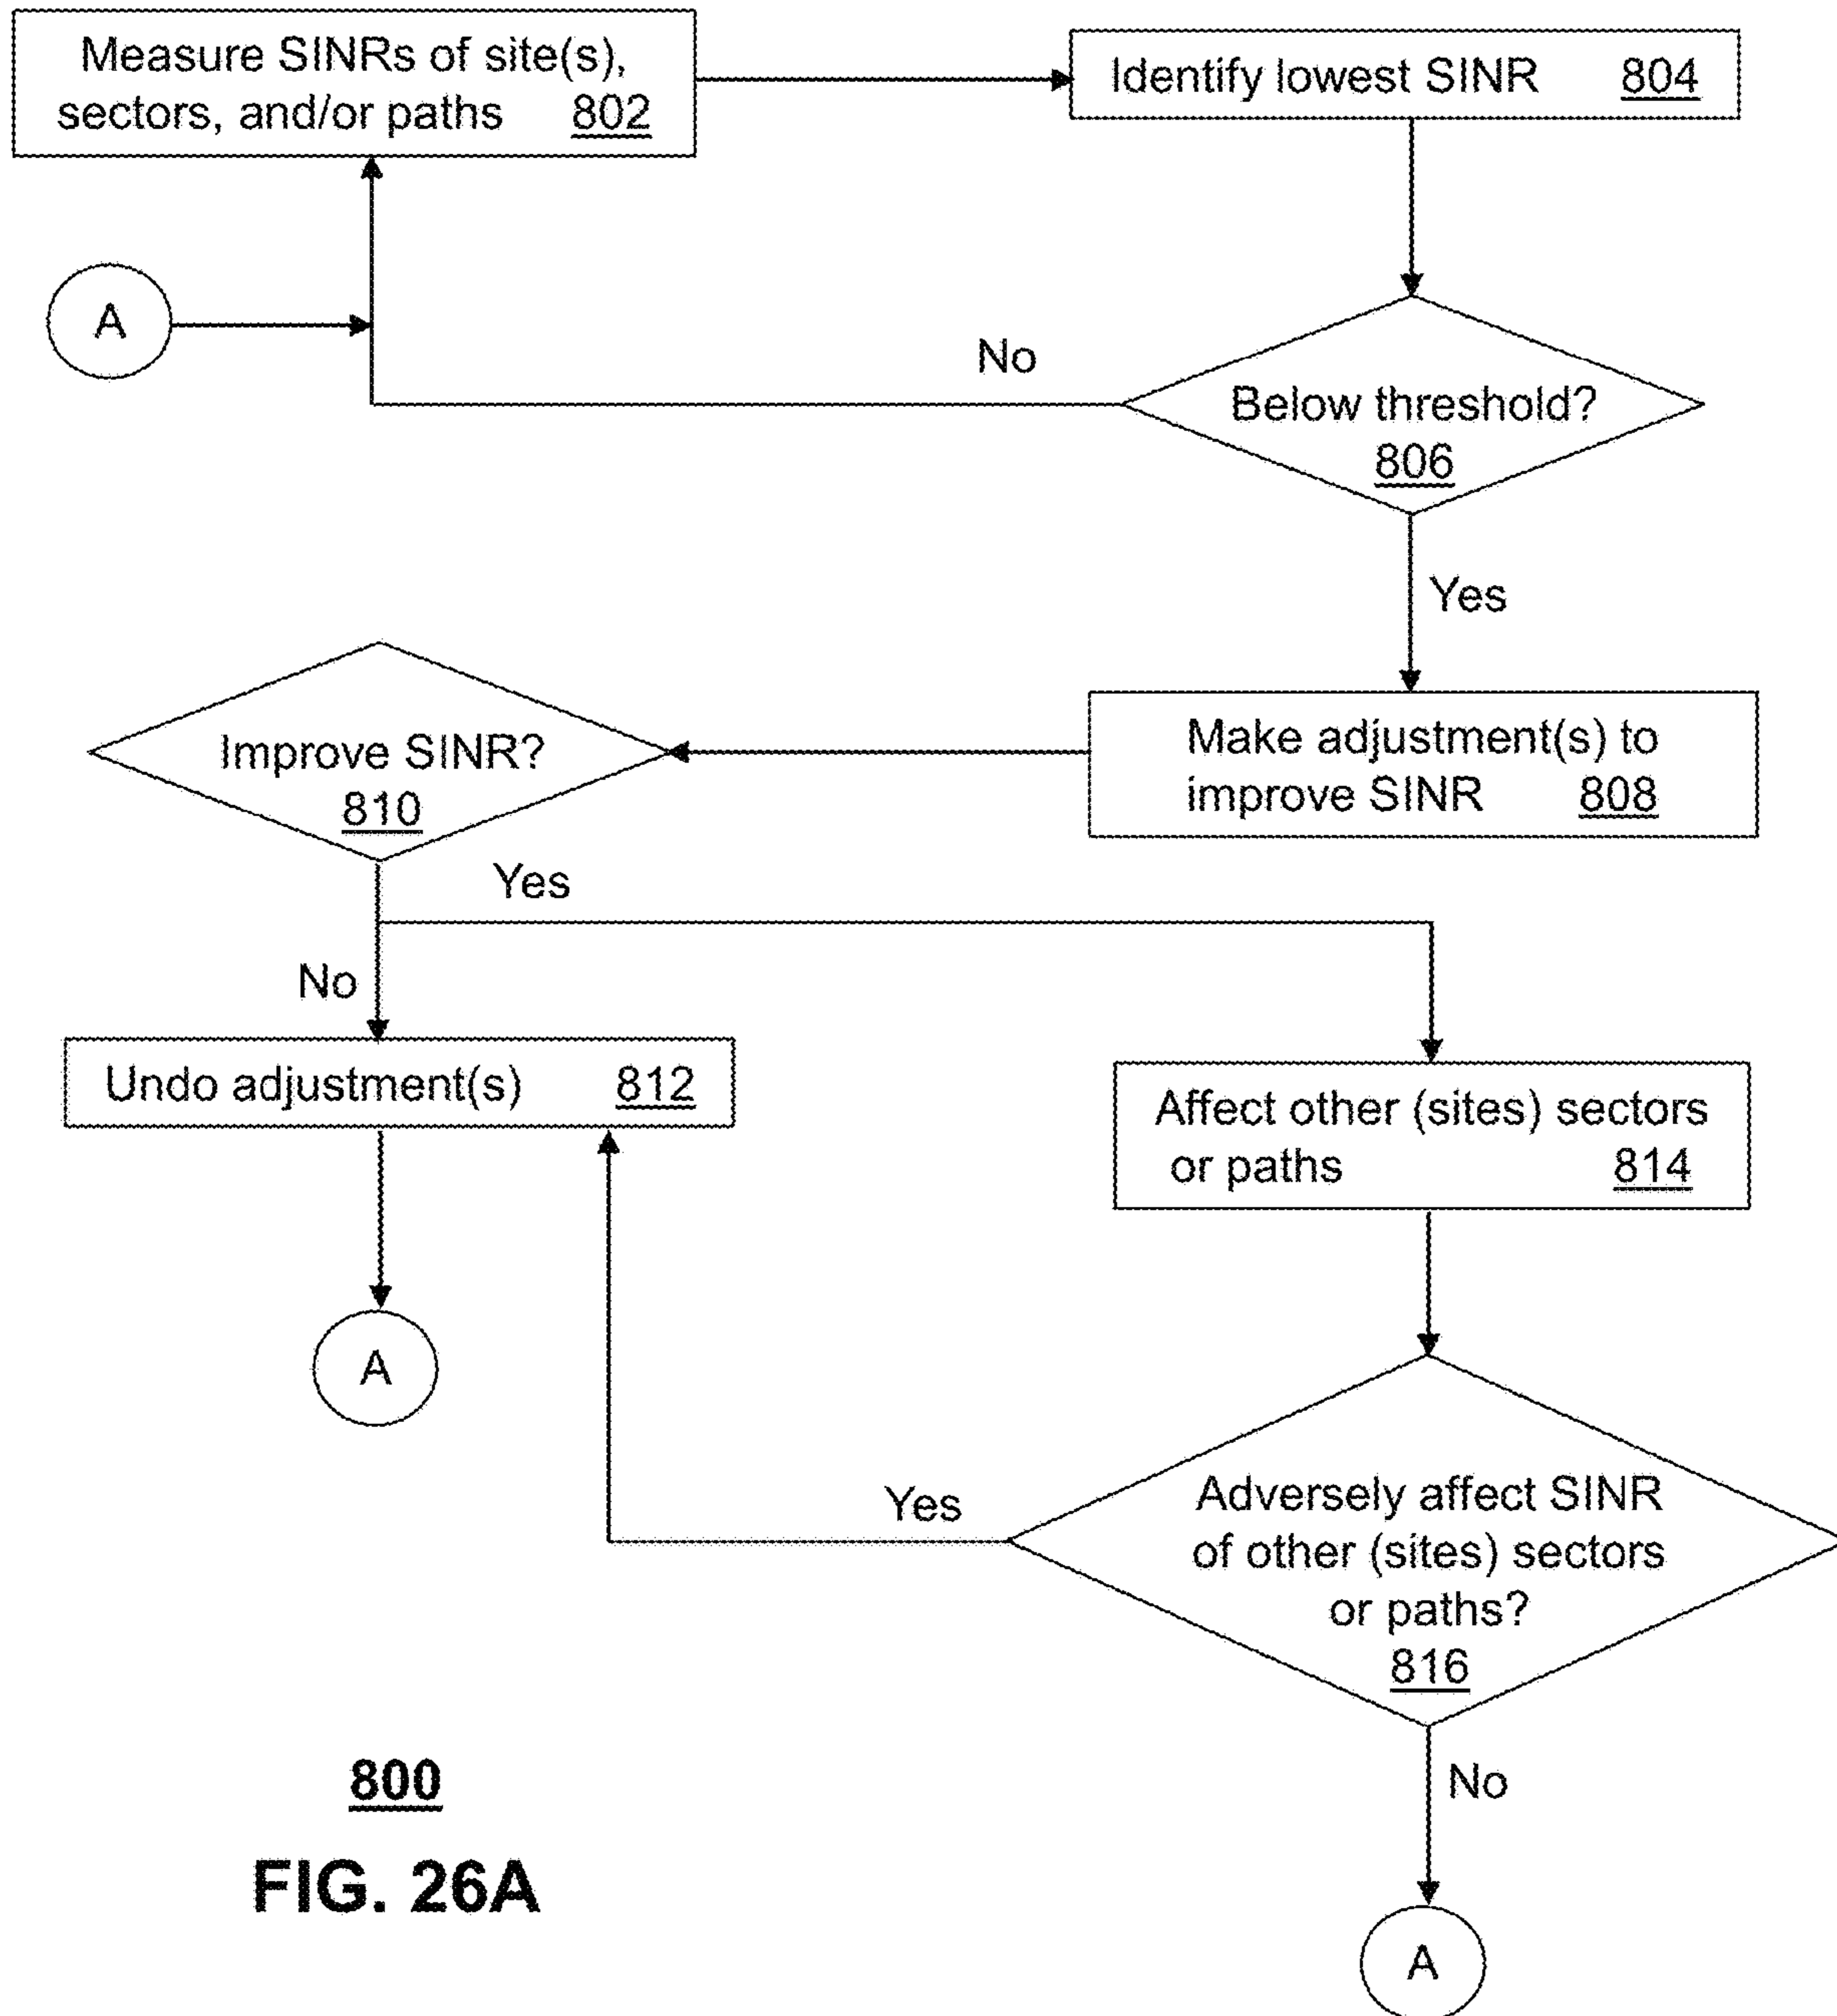 Measure SINRs of site(s),
sectors, and/or paths 802
Identify lowest SINR 804
A
No
Below threshold?
806
Yes
Improve SINR?
810
Make adjustment(s) to
improve SINR 808
Yes
No
Undo adjustment(s) 812
Affect other (sites) sectors
or paths 814
A
Yes
Adversely affect SINR
of other (sites) sectors
or paths?
816
No
800
FIG. 26A
A